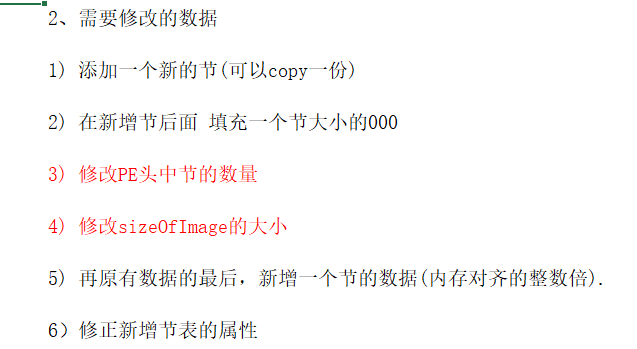 2、需要修改的数据
1) 添加一个新的节(可以copy一份)
2) 在新增节后面 填充一个节大小的000
3) 修改PE头中节的数量
4) 修改sizeOfImage的大小
5) 再原有数据的最后，新增一个节的数据(内存对齐的整数倍).
6）修正新增节表的属性